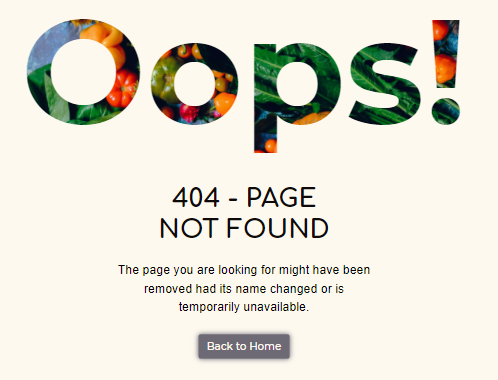 Oops!
404 - PAGE
NOT FOUND
The page you are looking for might have been
removed had its name changed or is
temporarily unavailable.
Back to Home